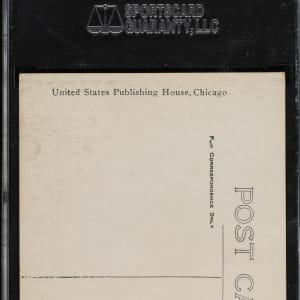 SPORTSCARD
GUARANTY, LLC
United States Publishing House, Chicago
FOR CORRESPONDENCE ONLY
POST CA